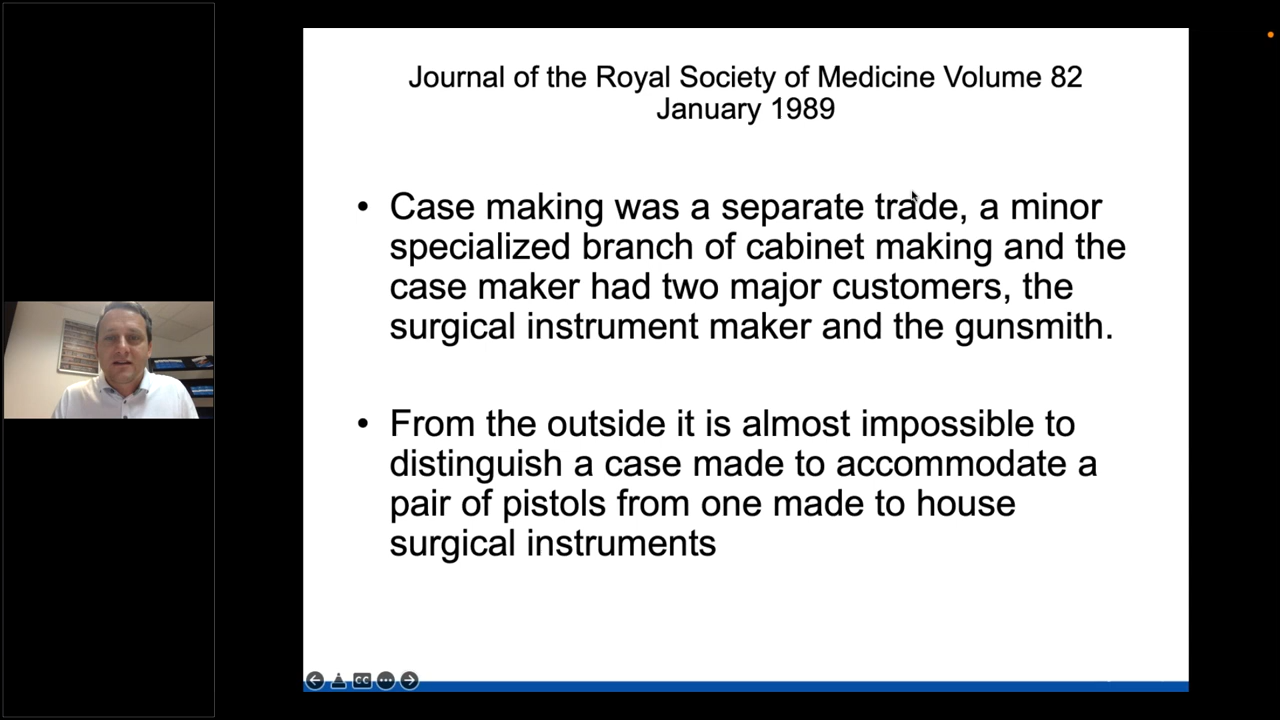 Journal of the Royal Society of Medicine Volume 82
January 1989
• Case making was a separate trade, a minor
specialized branch of cabinet making and the
case maker had two major customers, the
surgical instrument maker and the gunsmith.
• From the outside it is almost impossible to
distinguish a case made to accommodate a
pair of pistols from one made to house
surgical instruments
CC